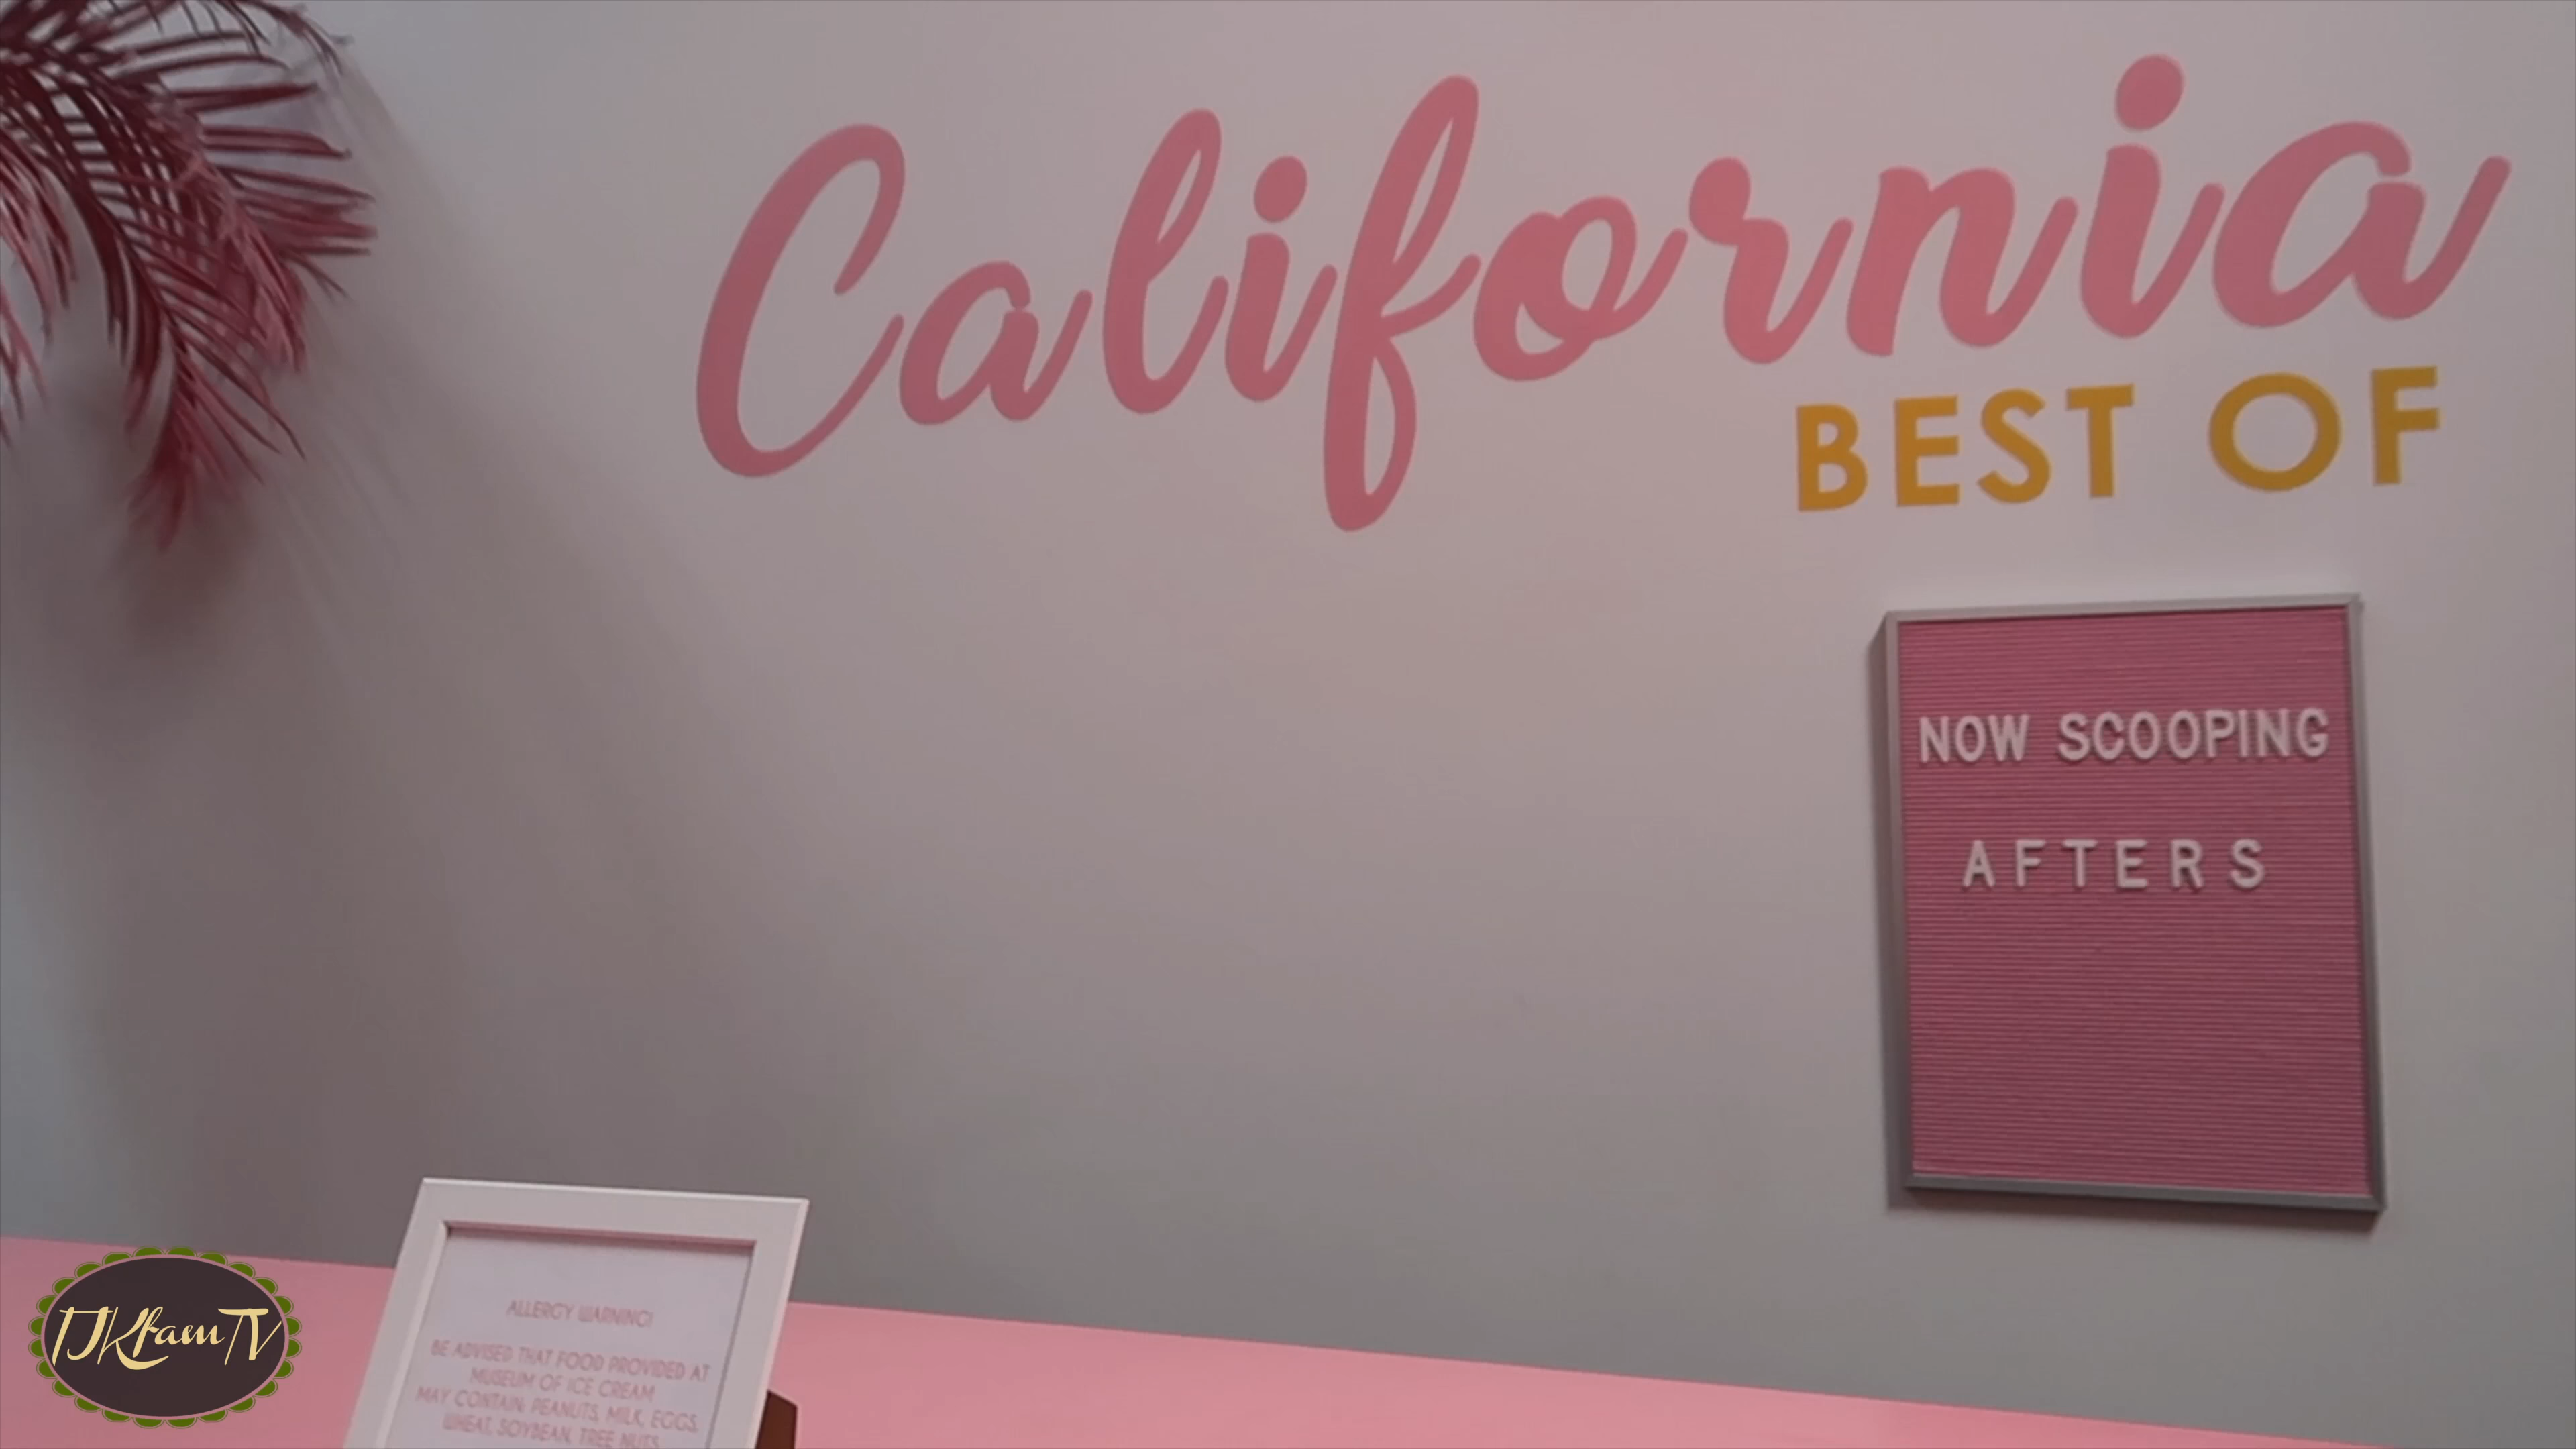 California
BEST OF
NOW SCOOPING
AFTERS
ALLERGY WARNING!
BE ADVISED THAT FOOD PROVIDED AT
MUSEUM OF ICE CREAM
MAY CONTAIN: PEANUTS, MILK, EGGS,
WHEAT, SOYBEAN, TREE NUTS
TJKfamTV